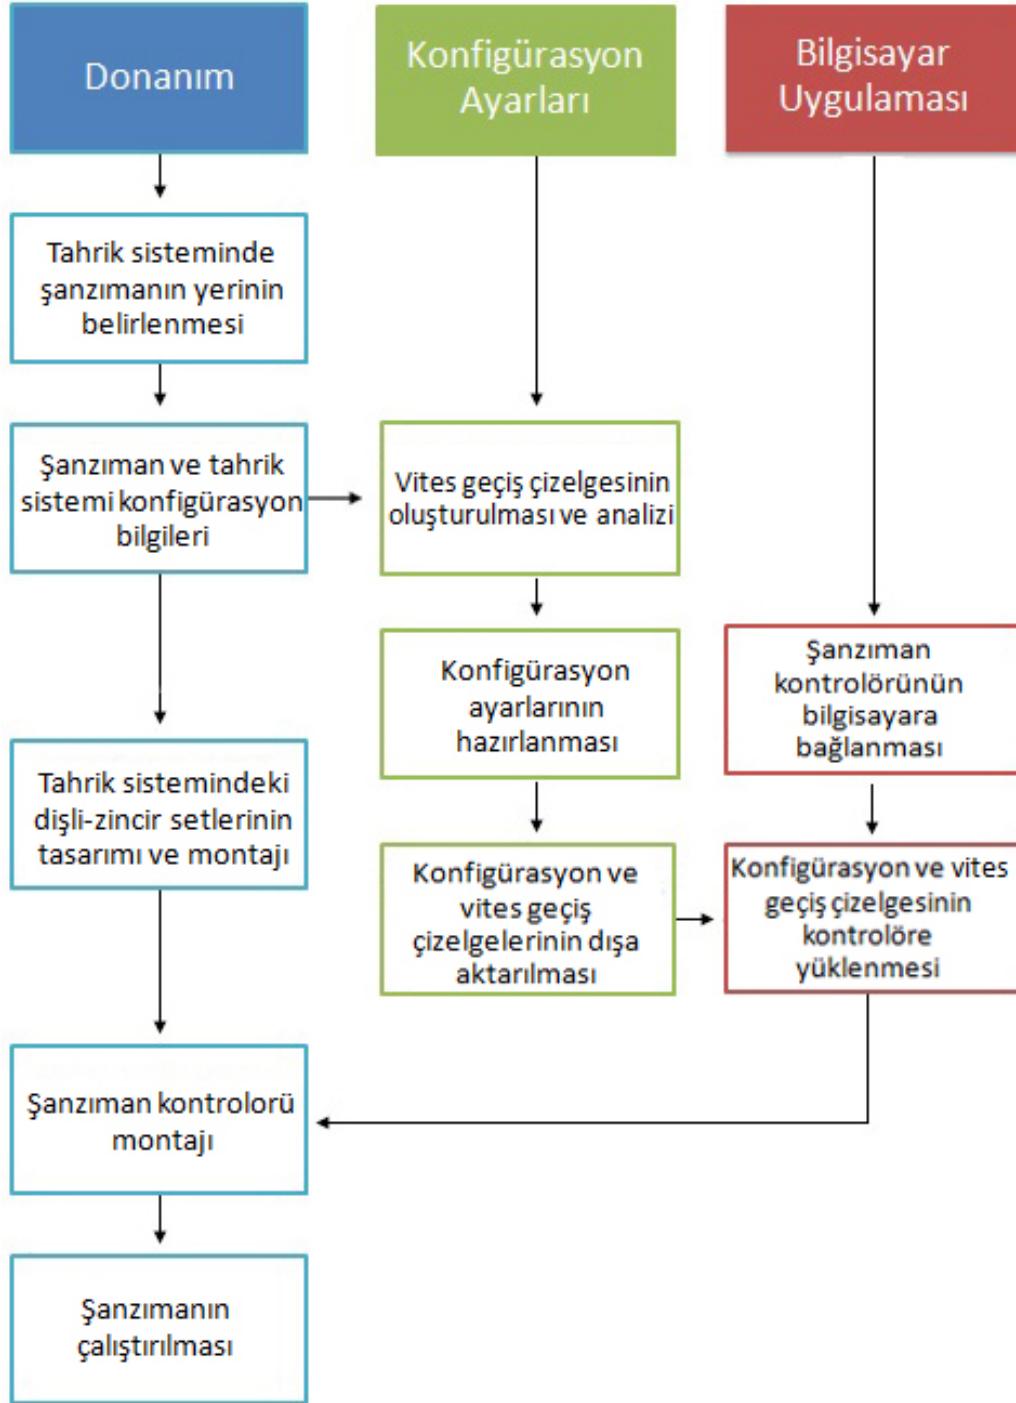 Donanım
Konfigürasyon
Ayarları
Bilgisayar
Uygulaması
Tahrik sisteminde
şanzımanın yerinin
belirlenmesi
Şanzıman ve tahrik
sistemi konfigürasyon
bilgileri
Vites geçiş çizelgesinin
oluşturulması ve analizi
Konfigürasyon
ayarlarının
hazırlanması
Şanzıman
kontrolörünün
bilgisayara
bağlanması
Tahrik sistemindeki
dişli-zincir setlerinin
tasarımı ve montajı
Konfigürasyon ve
vites geçiş
çizelgelerinin dışa
aktarılması
Konfigürasyon ve vites
geçiş çizelgesinin
kontrolöre
yüklenmesi
Şanzıman kontrolorü
montajı
Şanzımanın
çalıştırılması